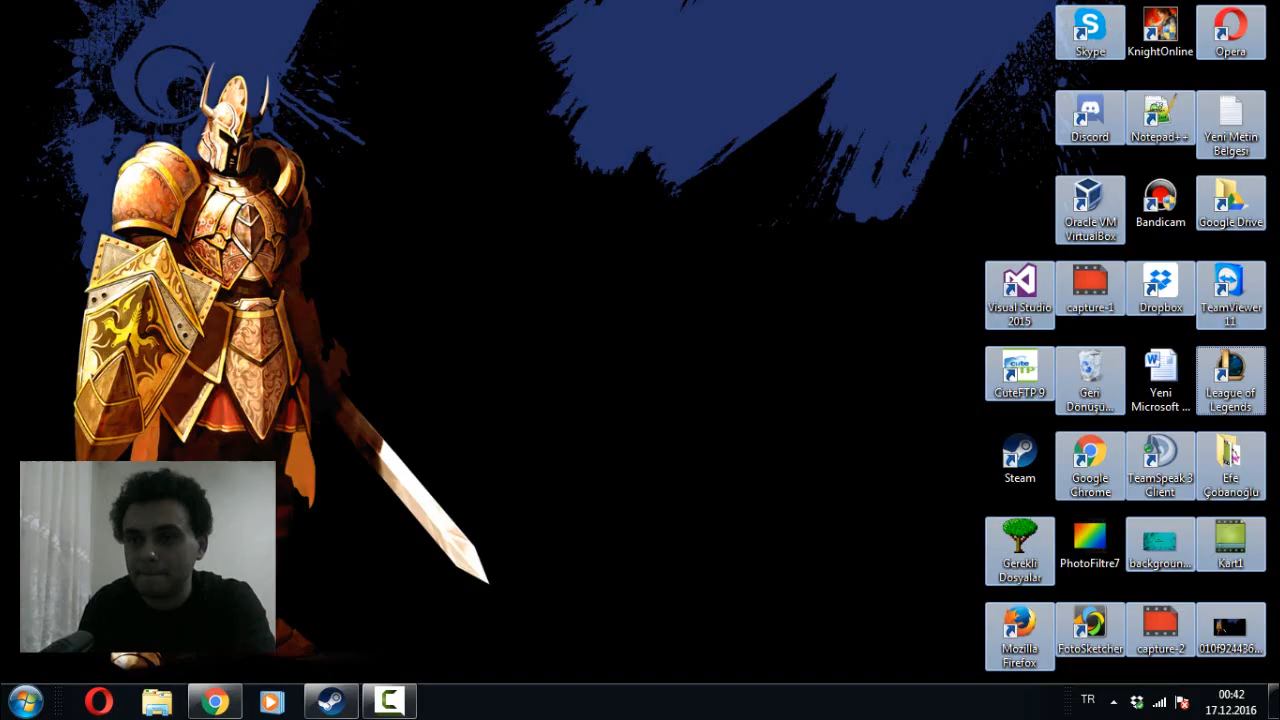 Skype
KnightOnline
Opera
Discord
Notepad++
Yeni Metin
Belgesi
Oracle VM
VirtualBox
Bandicam
Google Drive
Visual Studio
2015
capture-1
Dropbox
TeamViewer
11
cute
FTP
CuteFTP 9
Geri
Dönüşü...
Yeni
Microsoft ...
League of
Legends
Steam
Google
Chrome
TeamSpeak 3
Client
Efe
Çobanoğlu
Gerekli
Dosyalar
PhotoFiltre7
backgroun...
Kart1
Mozilla
Firefox
FotoSketcher
capture-2
010f924436...
TR
00:42
17.12.2016